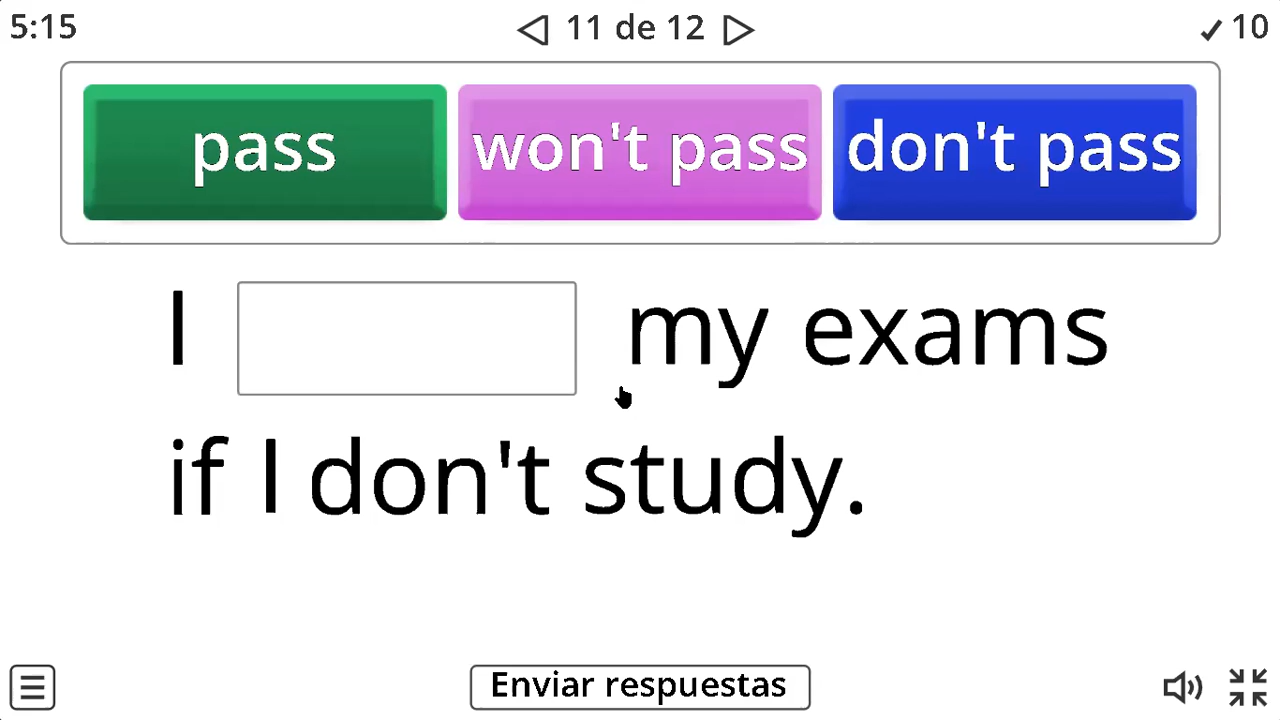 5:15
11 de 12
10
pass
won't pass
don't pass
I my exams
if I don't study.
Enviar respuestas